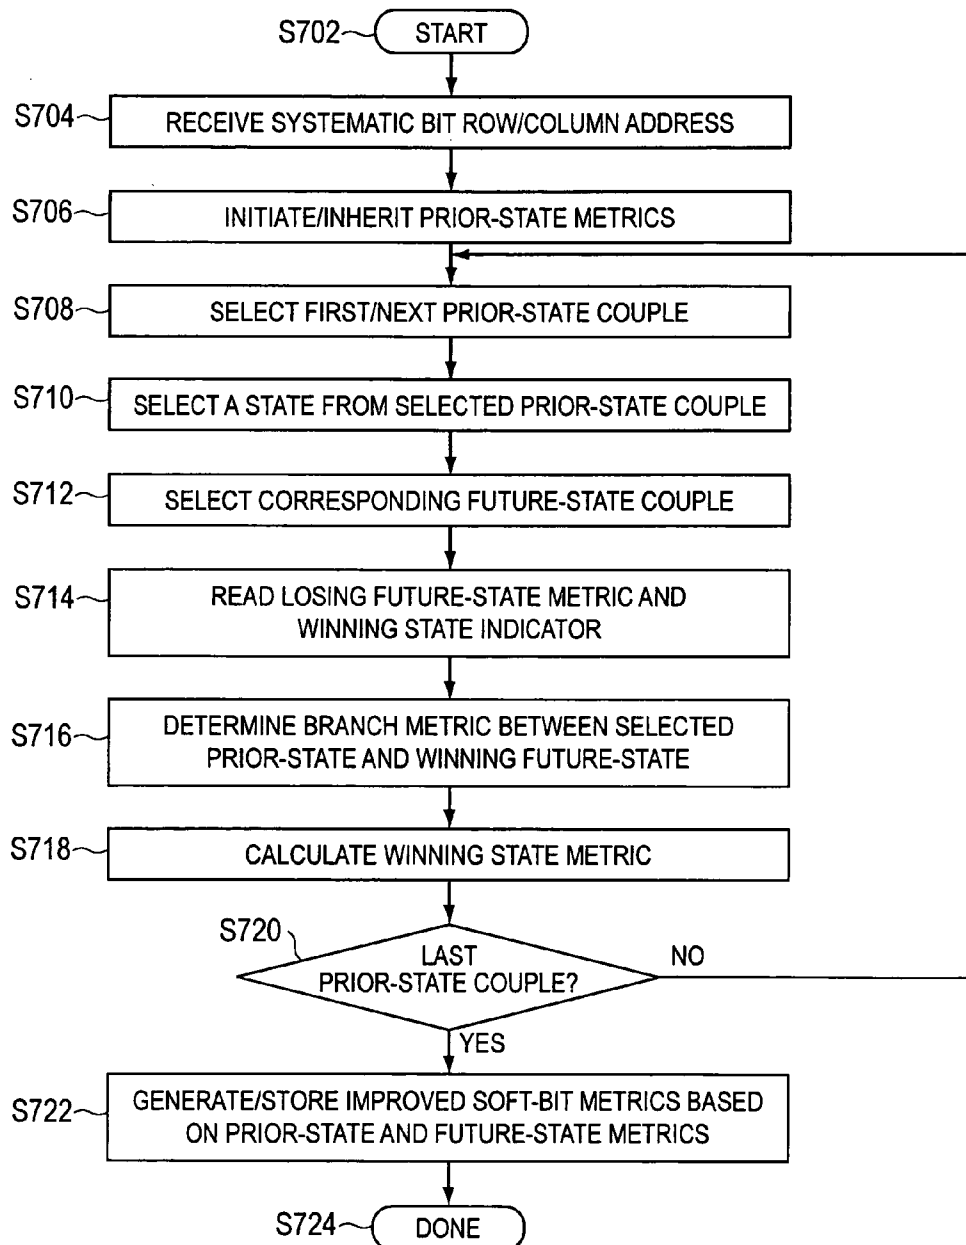 S702
START
S704
RECEIVE SYSTEMATIC BIT ROW/COLUMN ADDRESS
S706
INITIATE/INHERIT PRIOR-STATE METRICS
S708
SELECT FIRST/NEXT PRIOR-STATE COUPLE
S710
SELECT A STATE FROM SELECTED PRIOR-STATE COUPLE
S712
SELECT CORRESPONDING FUTURE-STATE COUPLE
S714
READ LOSING FUTURE-STATE METRIC AND
WINNING STATE INDICATOR
S716
DETERMINE BRANCH METRIC BETWEEN SELECTED
PRIOR-STATE AND WINNING FUTURE-STATE
S718
CALCULATE WINNING STATE METRIC
S720
LAST
PRIOR-STATE COUPLE?
NO
YES
S722
GENERATE/STORE IMPROVED SOFT-BIT METRICS BASED
ON PRIOR-STATE AND FUTURE-STATE METRICS
S724
DONE